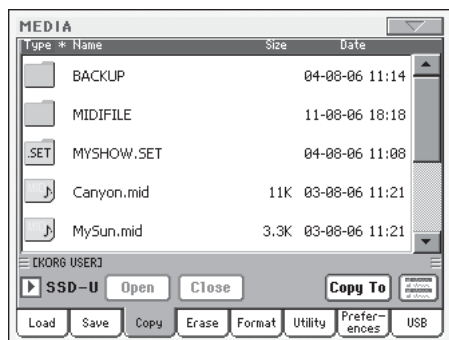 MEDIA
Type * Name Size Date
BACKUP 04-08-06 11:14
MIDIFILE 11-08-06 18:18
.SET MYSHOW.SET 04-08-06 11:08
Canyon.mid 11K 03-08-06 11:21
MySun.mid 3.3K 03-08-06 11:21
[KORG USER]
SSD-U Open Close Copy To
Load Save Copy Erase Format Utility Prefer-
ences USB